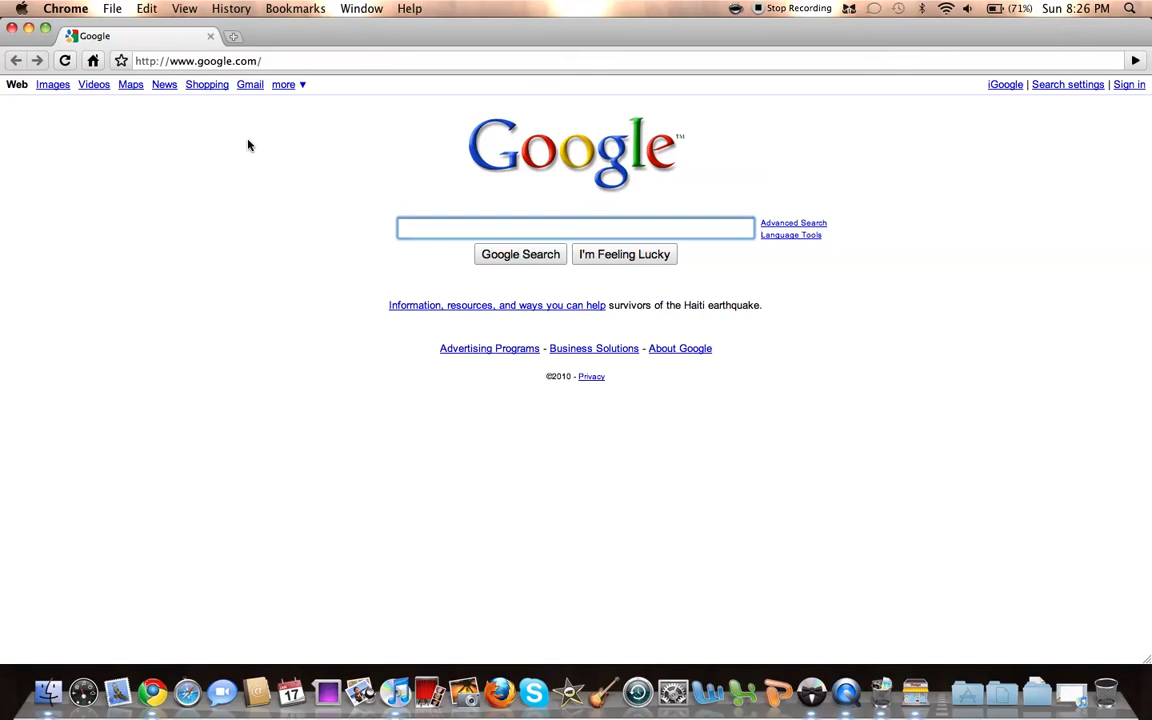 Chrome File Edit View History Bookmarks Window Help Stop Recording (71%) Sun 8:26 PM
Google
http://www.google.com/
Web Images Videos Maps News Shopping Gmail more ▼ iGoogle | Search settings | Sign in
Google™
Advanced Search
Language Tools
Google Search I'm Feeling Lucky
Information, resources, and ways you can help survivors of the Haiti earthquake.
Advertising Programs - Business Solutions - About Google
©2010 - Privacy
17